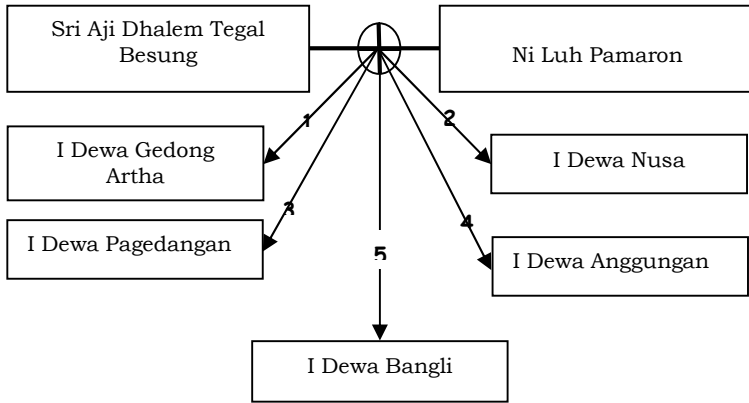 Sri Aji Dhalem Tegal
Besung
Ni Luh Pamaron
1
2
I Dewa Gedong
Artha
I Dewa Nusa
3
4
I Dewa Pagedangan
I Dewa Anggungan
5
I Dewa Bangli